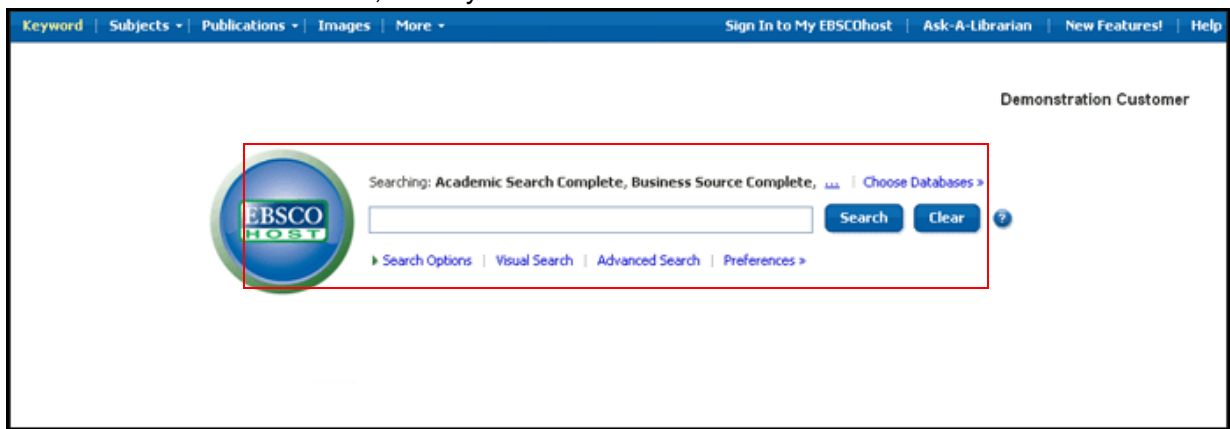 Keyword | Subjects | Publications | Images | More Sign In to My EBSCOhost | Ask-A-Librarian | New Features! | Help
Demonstration Customer
Searching: Academic Search Complete, Business Source Complete, ... | Choose Databases »
EBSCO
HOST
Search Clear ?
Search Options | Visual Search | Advanced Search | Preferences »